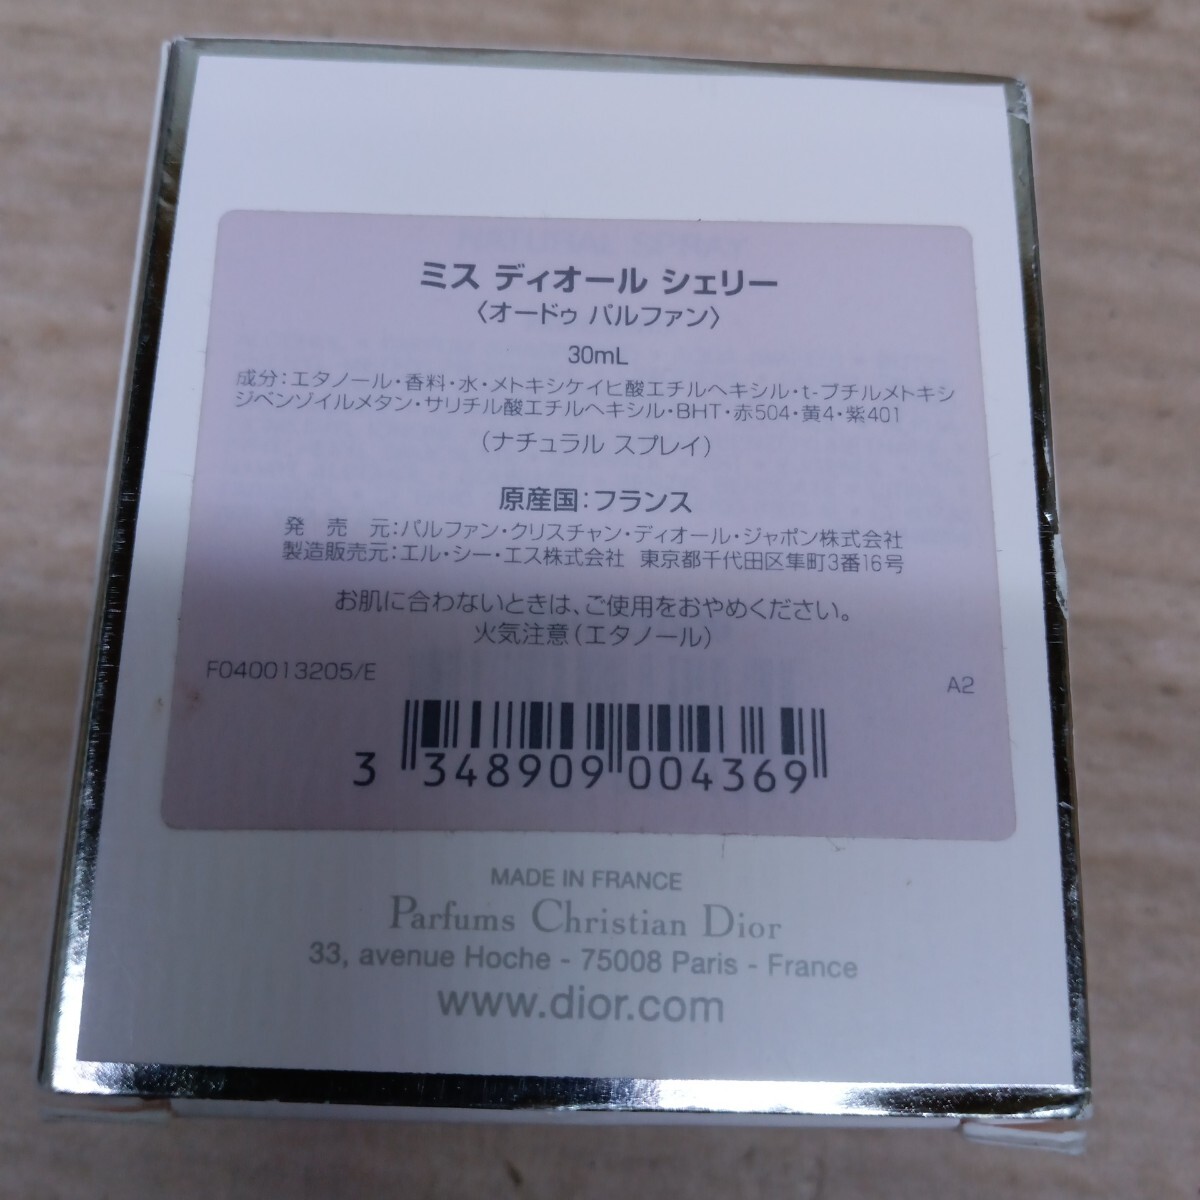 ミス ディオール シェリー
〈オードゥ パルファン〉
30mL
成分：エタノール・香料・水・メトキシケイヒ酸エチルヘキシル・t-ブチルメトキシ
ジベンゾイルメタン・サリチル酸エチルヘキシル・BHT・赤504・黄4・紫401
（ナチュラル スプレイ）
原産国：フランス
発売元：パルファン・クリスチャン・ディオール・ジャポン株式会社
製造販売元：エル・シー・エス株式会社 東京都千代田区隼町3番16号
お肌に合わないときは、ご使用をおやめください。
火気注意（エタノール）
F040013205/E
A2
3 348909 004369
MADE IN FRANCE
Parfums Christian Dior
33, avenue Hoche - 75008 Paris - France
www.dior.com